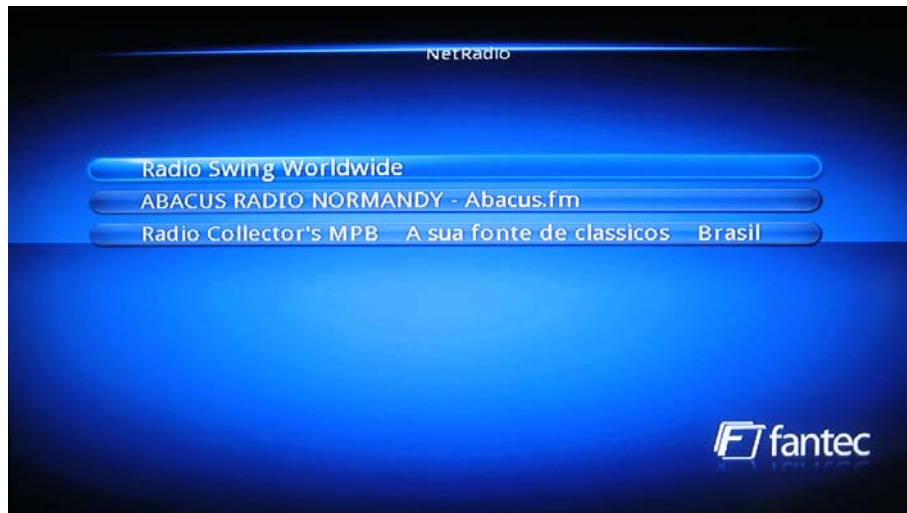 NetRadio
Radio Swing Worldwide
ABACUS RADIO NORMANDY - Abacus.fm
Radio Collector's MPB A sua fonte de classicos Brasil
fantec